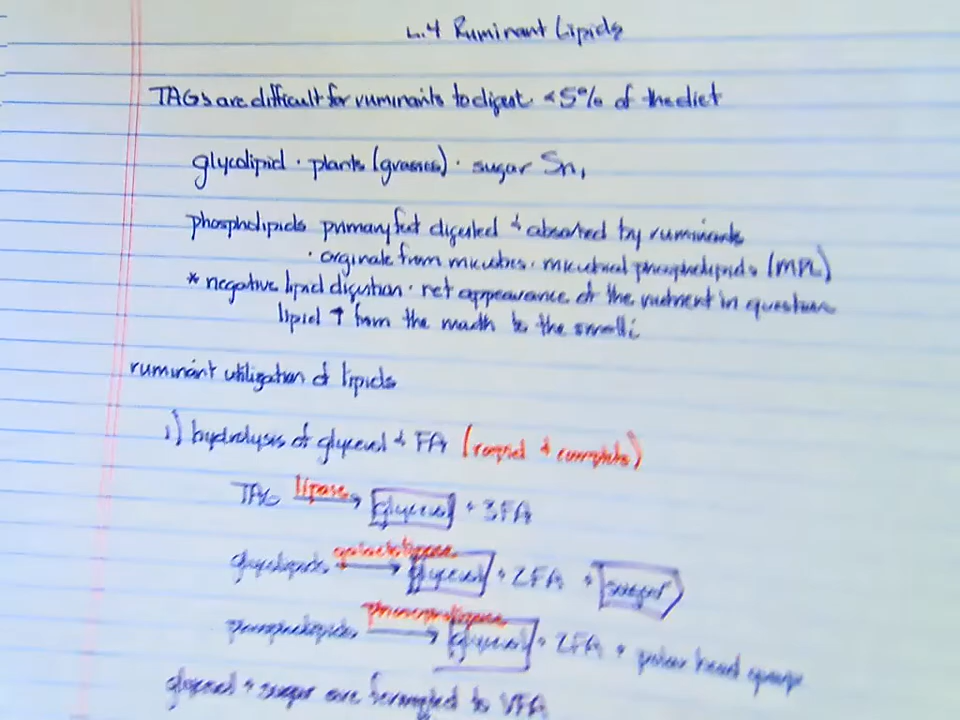 L.4 Ruminant Lipids
TAGs are difficult for ruminants to digest <5% of the diet
glycolipid · plants (grasses) · sugar Sn1
phospholipids primary fat digested + absorbed by ruminants
· orginate from microbes · microbial phospholipids (MPL)
* negative lipid digestion · net appearance of the nutrient in question
lipid ↑ from the mouth to the small i
ruminant utilization of lipids
1) hydrolysis of glycerol + FA (rapid + complete)
TAG lipase → glycerol + 3FA
glycolipids galactolipase → glycerol + 2FA + sugar
phospholipids phospholipase → glycerol + 2FA + polar head group
glycerol + sugar are fermented to VFA